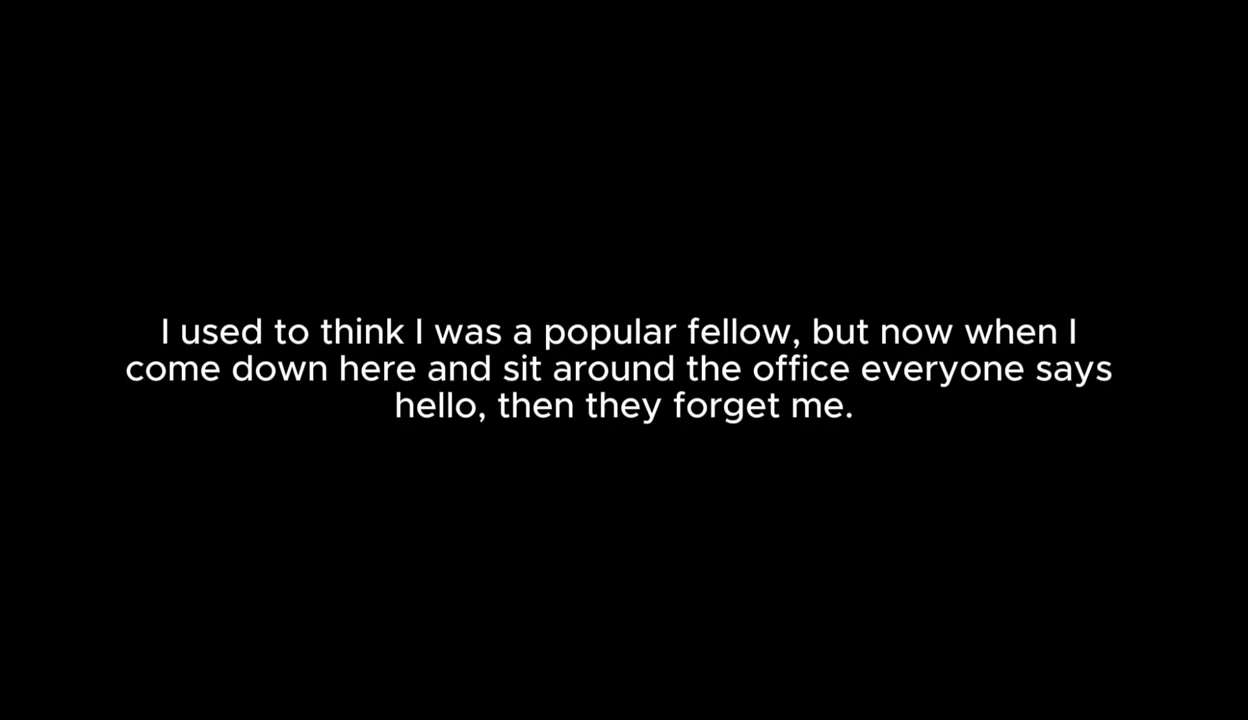 I used to think I was a popular fellow, but now when I
come down here and sit around the office everyone says
hello, then they forget me.